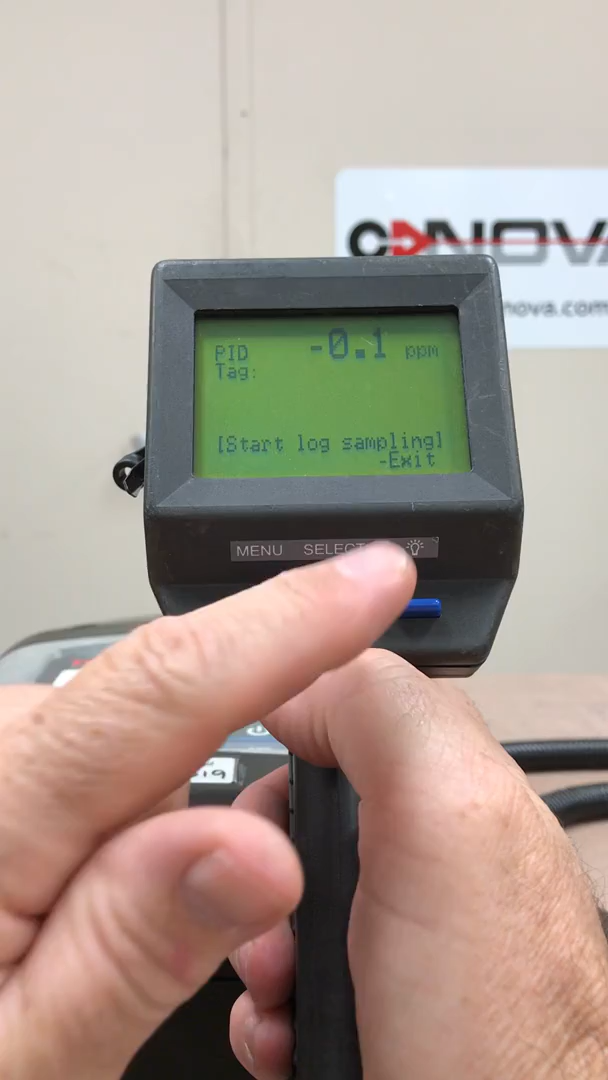 NOVA
nova.com
PID -0.1 ppm
Tag:
[Start log sampling]
-Exit
MENU SELECT